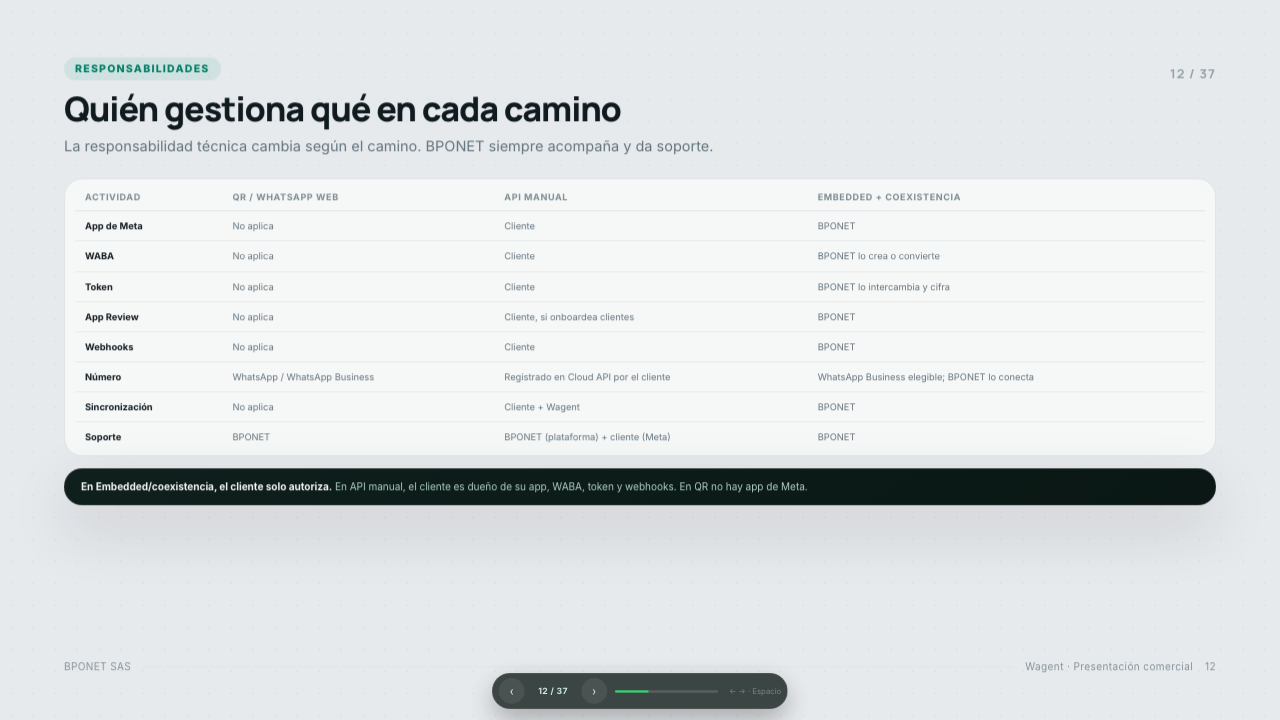 RESPONSABILIDADES
12 / 37
Quién gestiona qué en cada camino
La responsabilidad técnica cambia según el camino. BPONET siempre acompaña y da soporte.
ACTIVIDAD QR / WHATSAPP WEB API MANUAL EMBEDDED + COEXISTENCIA
App de Meta No aplica Cliente BPONET
WABA No aplica Cliente BPONET lo crea o convierte
Token No aplica Cliente BPONET lo intercambia y cifra
App Review No aplica Cliente, si onboardea clientes BPONET
Webhooks No aplica Cliente BPONET
Número WhatsApp / WhatsApp Business Registrado en Cloud API por el cliente WhatsApp Business elegible; BPONET lo conecta
Sincronización No aplica Cliente + Wagent BPONET
Soporte BPONET BPONET (plataforma) + cliente (Meta) BPONET
En Embedded/coexistencia, el cliente solo autoriza. En API manual, el cliente es dueño de su app, WABA, token y webhooks. En QR no hay app de Meta.
BPONET SAS
Wagent · Presentación comercial 12
‹ 12 / 37 › ← → · Espacio